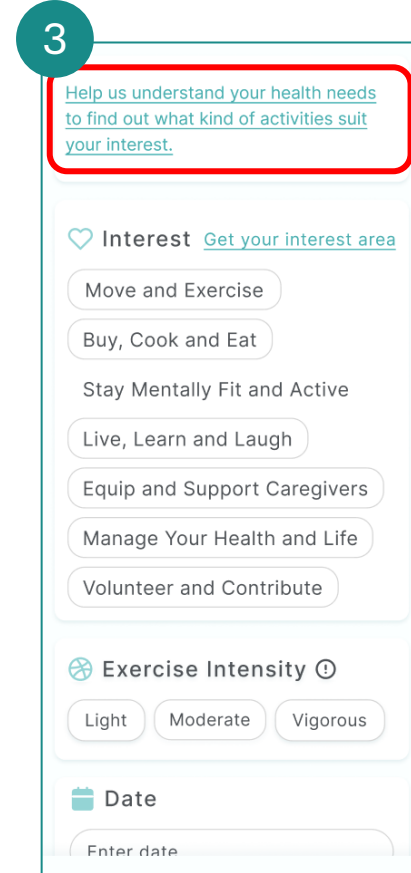 3
Help us understand your health needs
to find out what kind of activities suit
your interest.
Interest Get your interest area
Move and Exercise
Buy, Cook and Eat
Stay Mentally Fit and Active
Live, Learn and Laugh
Equip and Support Caregivers
Manage Your Health and Life
Volunteer and Contribute
Exercise Intensity
Light Moderate Vigorous
Date
Enter date